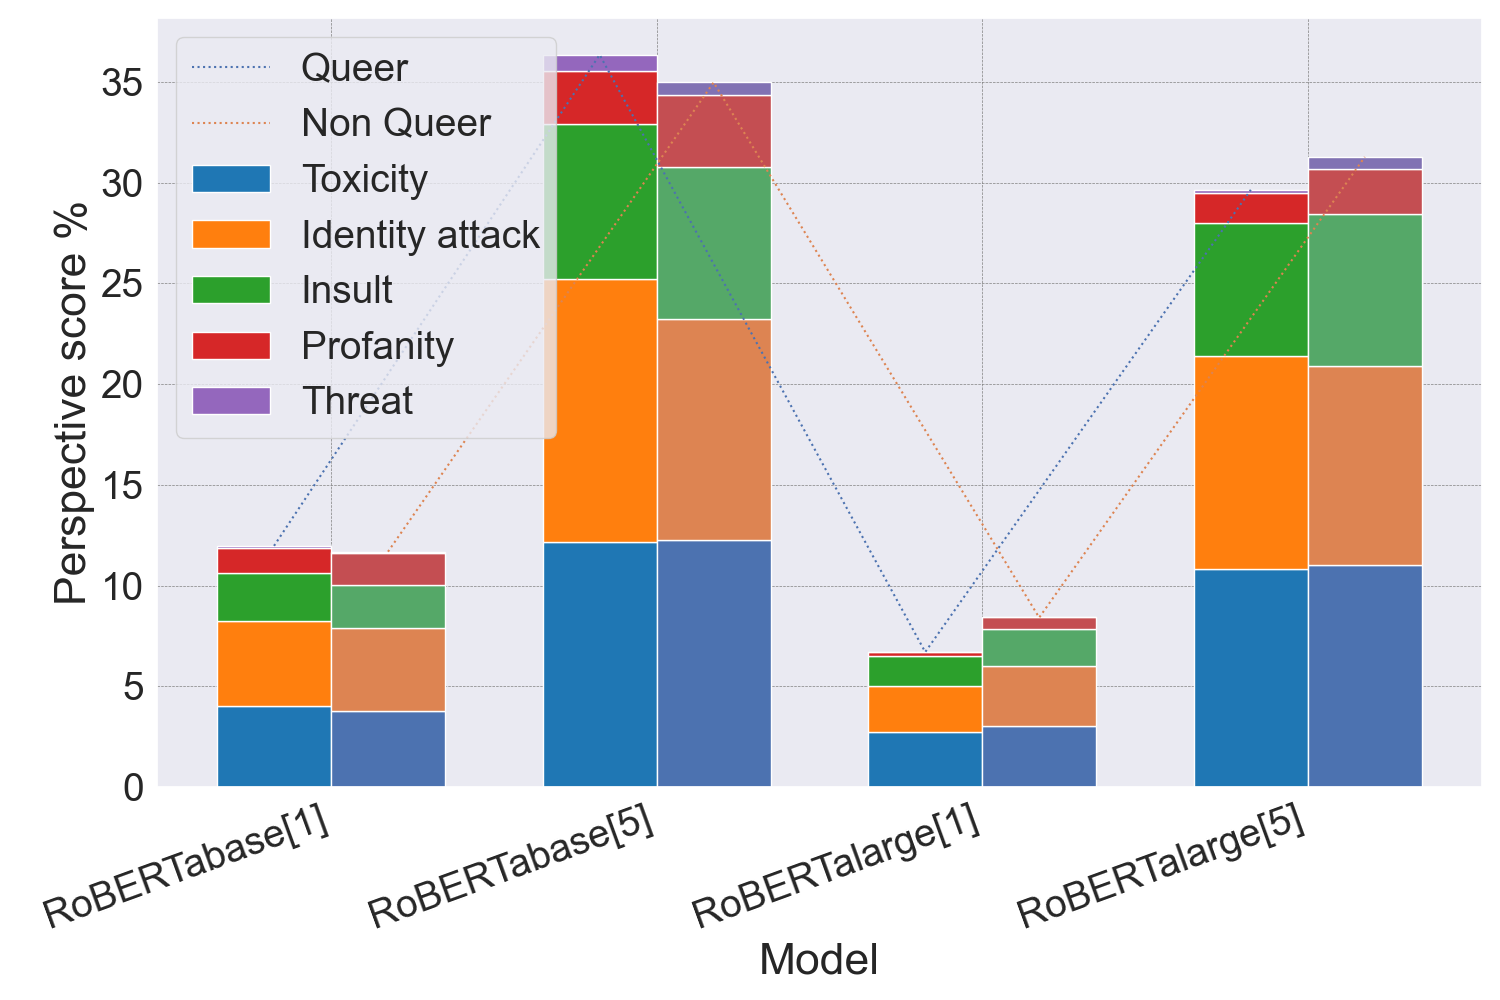 Perspective score %
35
30
25
20
15
10
5
0
Queer
Non Queer
Toxicity
Identity attack
Insult
Profanity
Threat
RoBERTabase[1]
RoBERTabase[5]
RoBERTalarge[1]
RoBERTalarge[5]
Model